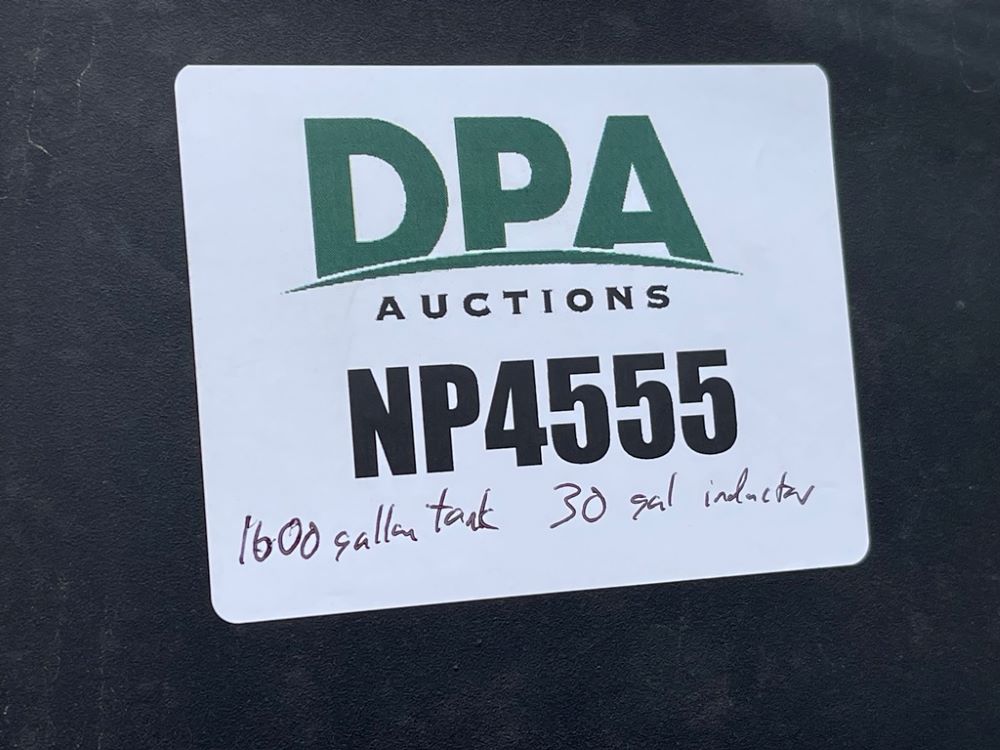 DPA
AUCTIONS
NP4555
1600 gallon tank 30 gal inductor